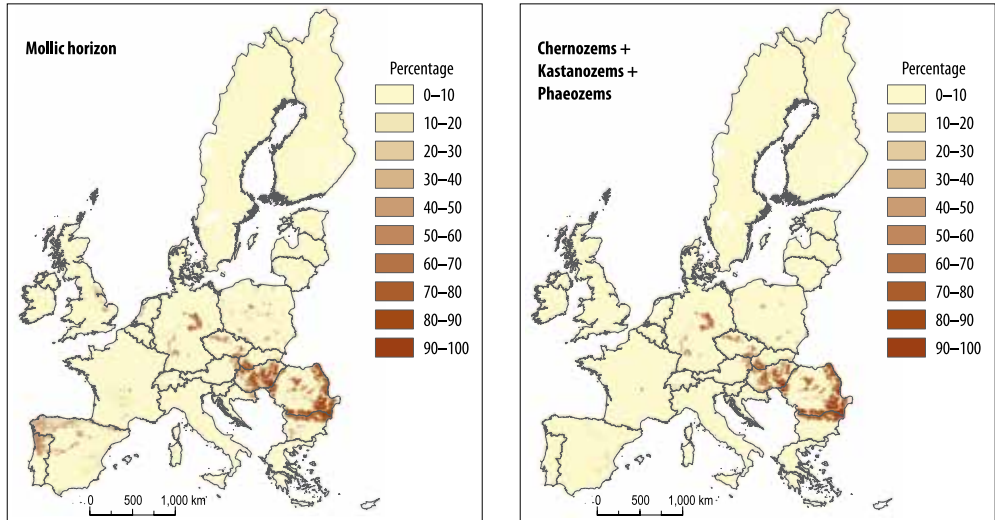 Mollic horizon
Percentage
0–10
10–20
20–30
30–40
40–50
50–60
60–70
70–80
80–90
90–100
0 500 1,000 km
Chernozems +
Kastanozems +
Phaeozems
Percentage
0–10
10–20
20–30
30–40
40–50
50–60
60–70
70–80
80–90
90–100
0 500 1,000 km